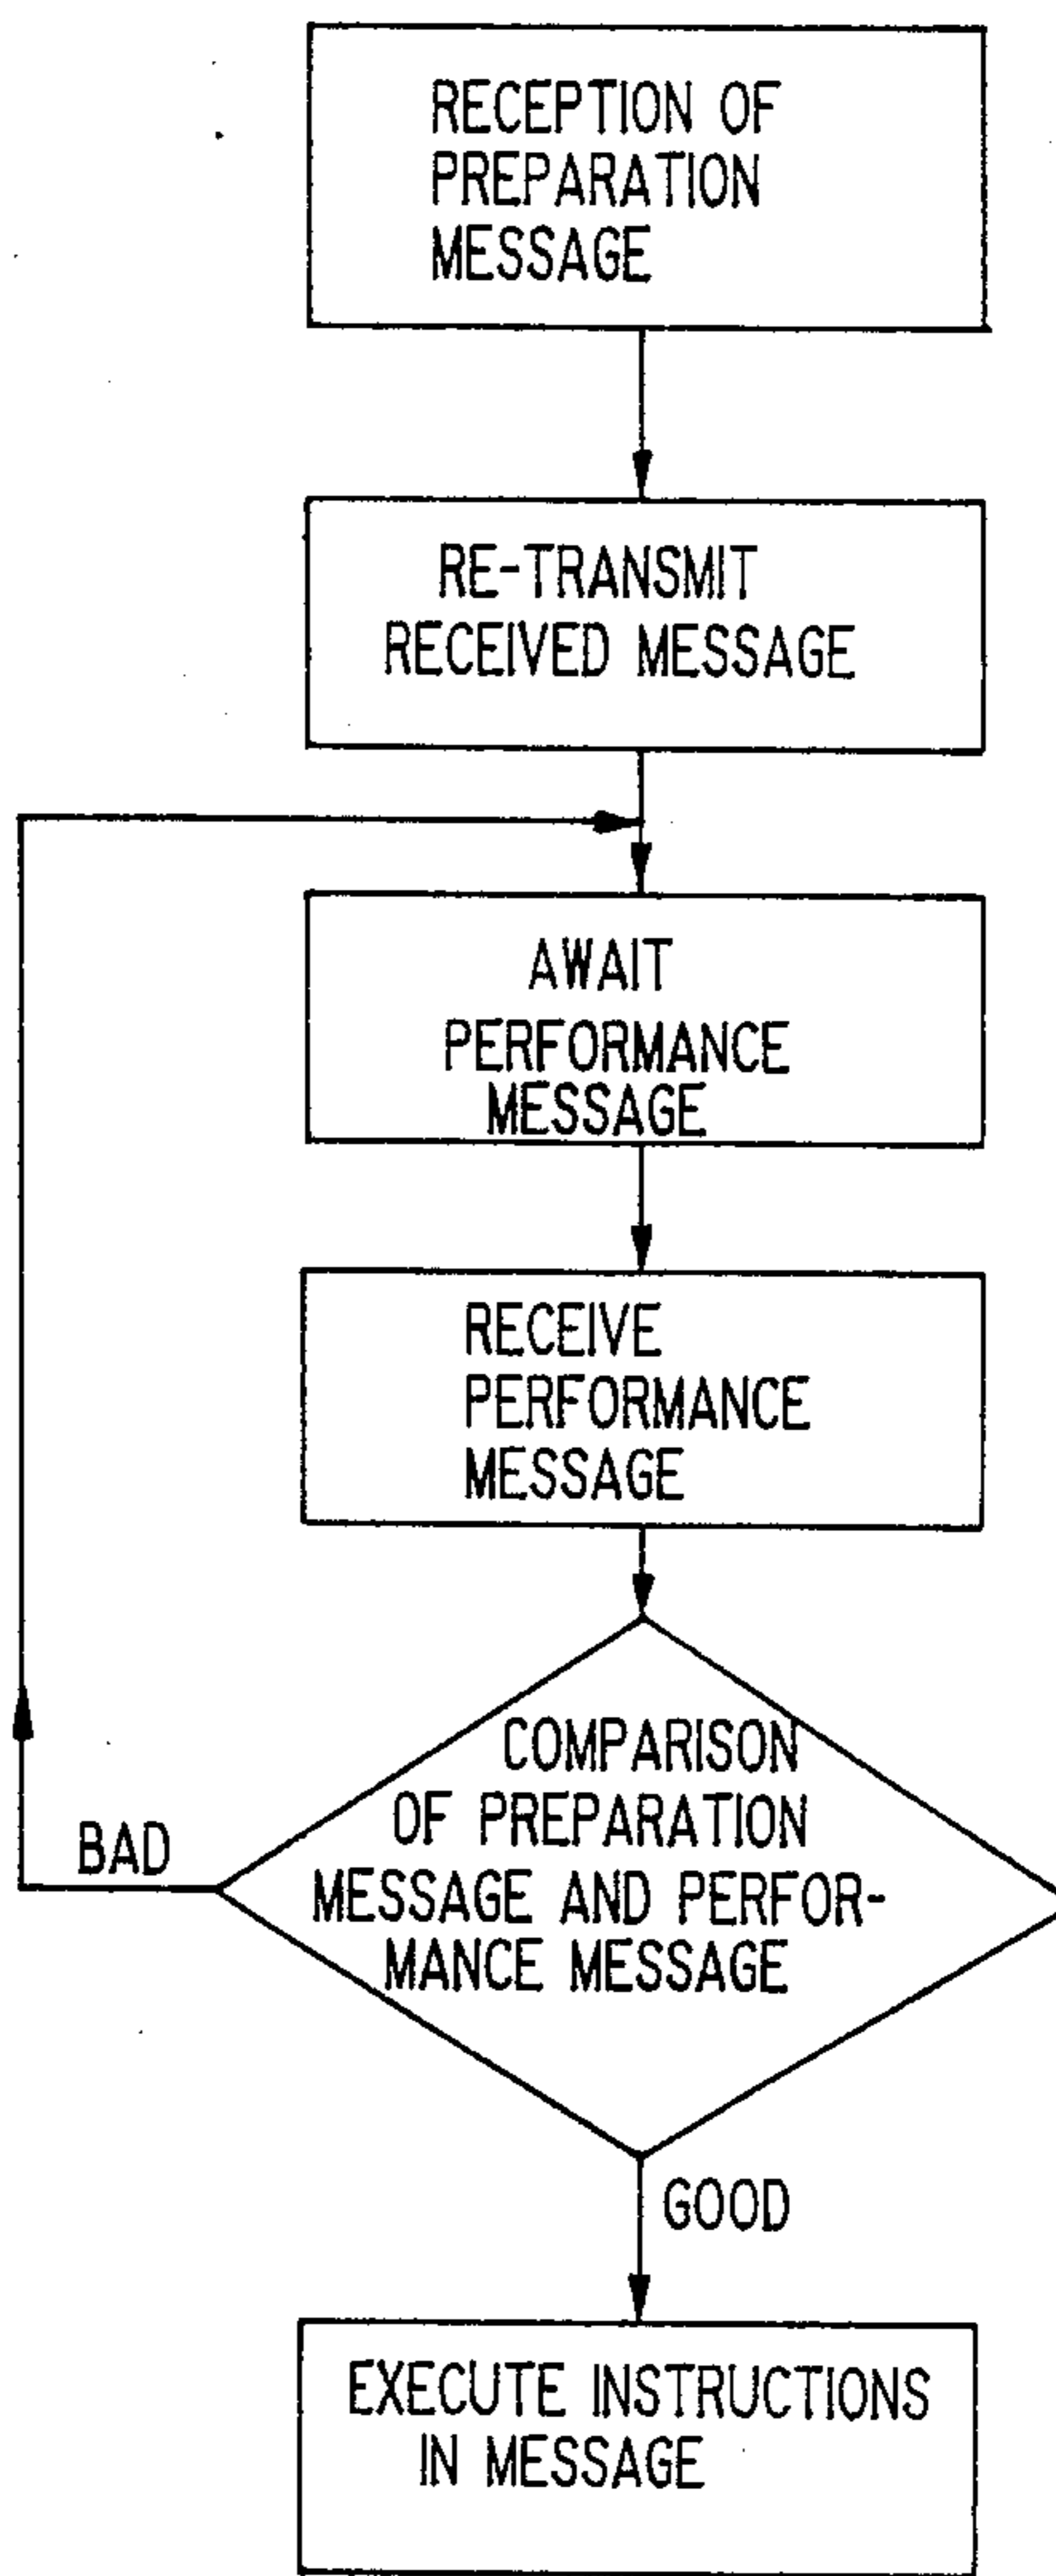 RECEPTION OF
PREPARATION
MESSAGE
RE-TRANSMIT
RECEIVED MESSAGE
AWAIT
PERFORMANCE
MESSAGE
RECEIVE
PERFORMANCE
MESSAGE
COMPARISON
OF PREPARATION
MESSAGE AND PERFOR-
MANCE MESSAGE
BAD
GOOD
EXECUTE INSTRUCTIONS
IN MESSAGE